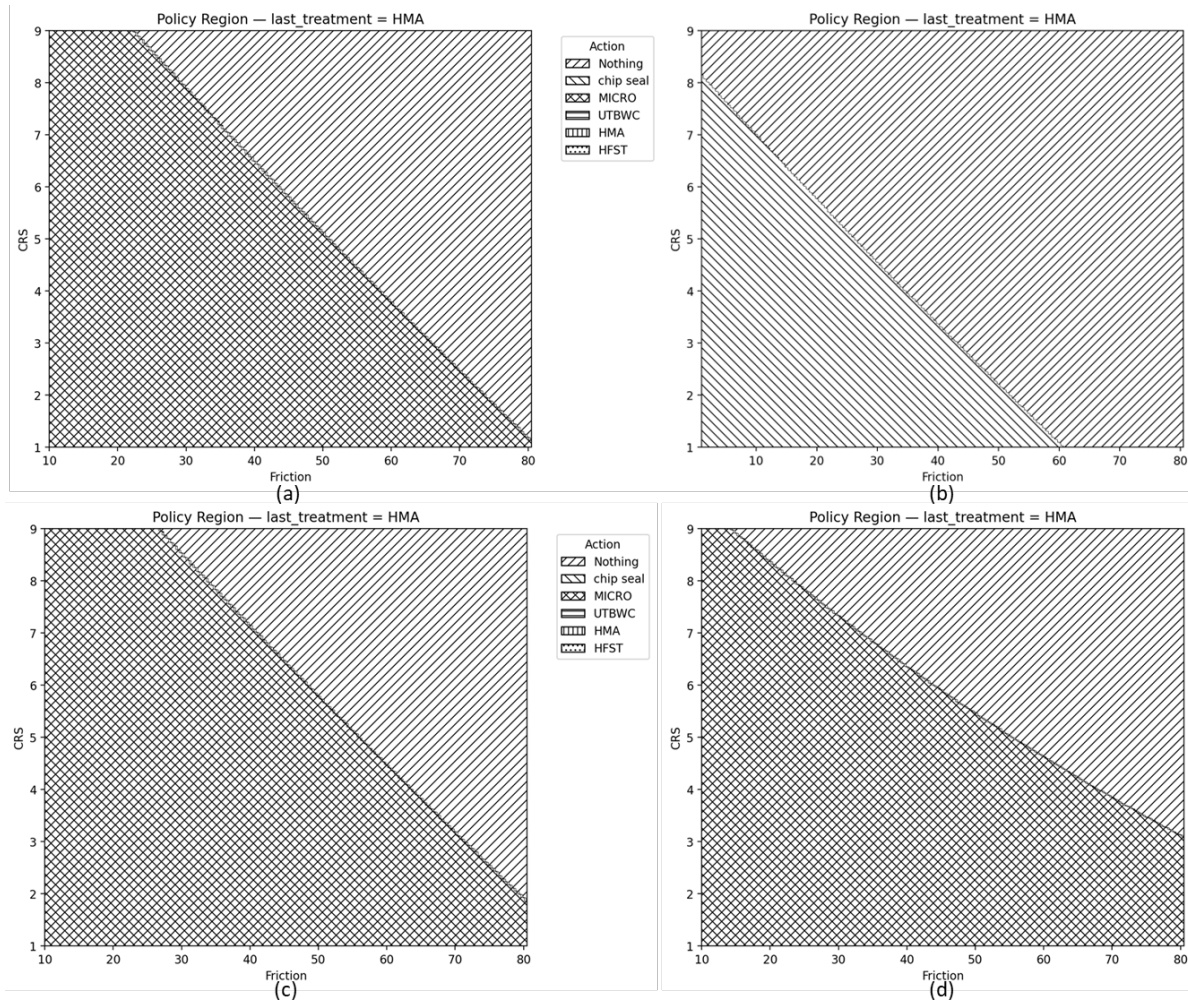 Policy Region — last_treatment = HMA
9
8
7
6
5
4
3
2
1
CRS
10 20 30 40 50 60 70 80
Friction
(a)
Action
Nothing
chip seal
MICRO
UTBWC
HMA
HFST
Policy Region — last_treatment = HMA
9
8
7
6
5
4
3
2
1
CRS
10 20 30 40 50 60 70 80
Friction
(b)
Policy Region — last_treatment = HMA
9
8
7
6
5
4
3
2
1
CRS
10 20 30 40 50 60 70 80
Friction
(c)
Action
Nothing
chip seal
MICRO
UTBWC
HMA
HFST
Policy Region — last_treatment = HMA
9
8
7
6
5
4
3
2
1
CRS
10 20 30 40 50 60 70 80
Friction
(d)